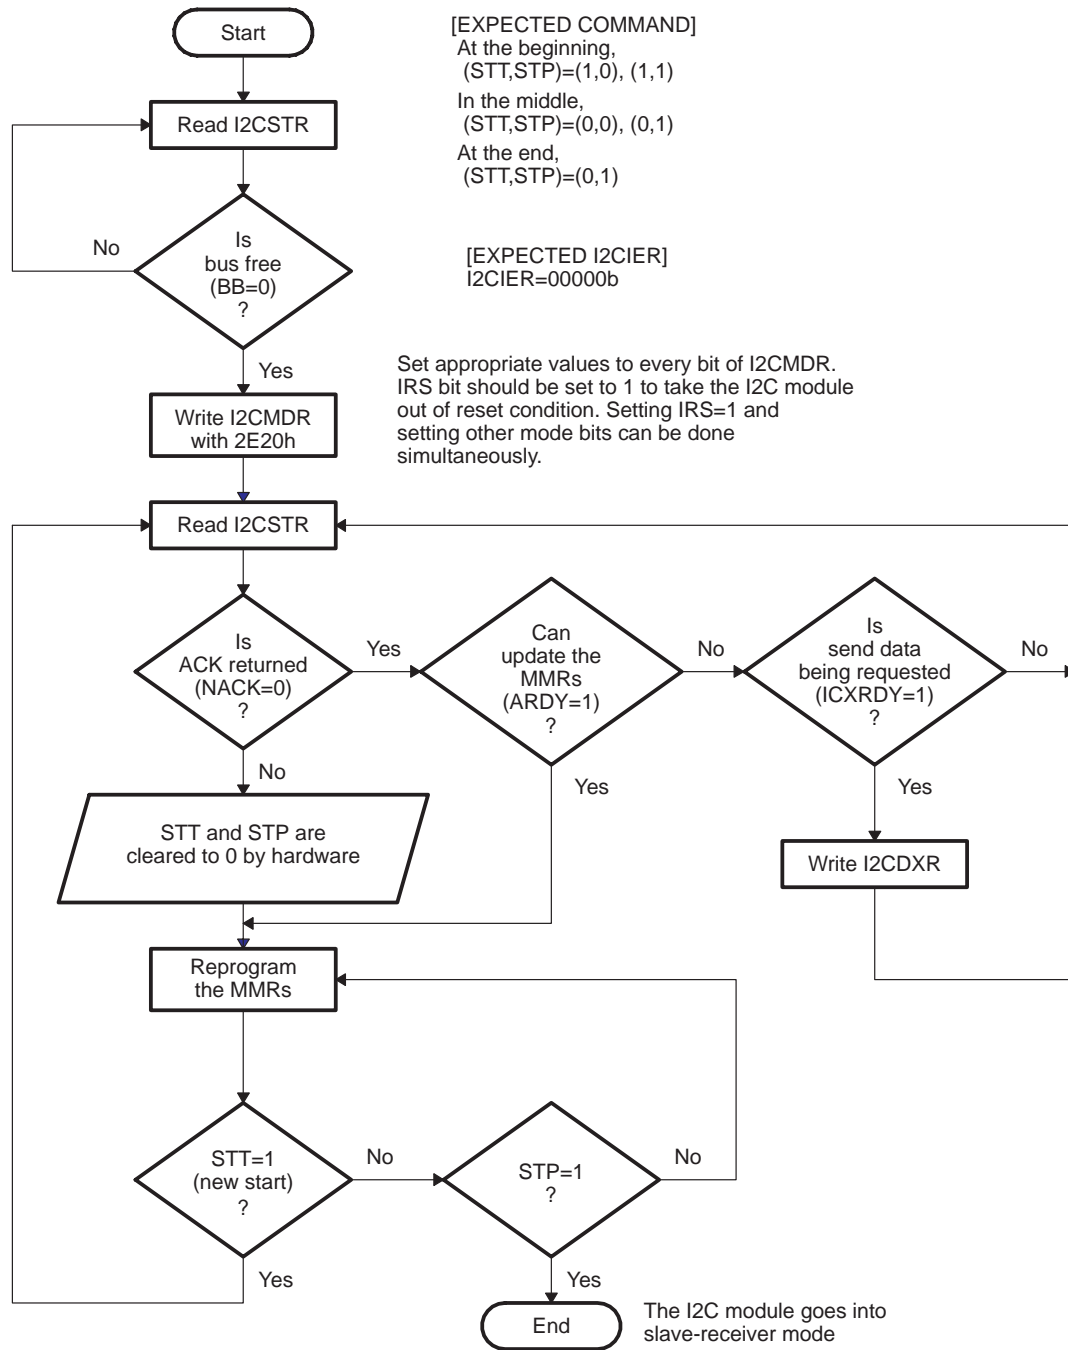 Start
[EXPECTED COMMAND]
At the beginning,
(STT,STP)=(1,0), (1,1)
In the middle,
(STT,STP)=(0,0), (0,1)
At the end,
(STT,STP)=(0,1)
Read I2CSTR
No
Is
bus free
(BB=0)
?
[EXPECTED I2CIER]
I2CIER=00000b
Yes
Set appropriate values to every bit of I2CMDR.
IRS bit should be set to 1 to take the I2C module
out of reset condition. Setting IRS=1 and
setting other mode bits can be done
simultaneously.
Write I2CMDR
with 2E20h
Read I2CSTR
Is
ACK returned
(NACK=0)
?
Yes
Can
update the
MMRs
(ARDY=1)
?
No
Is
send data
being requested
(ICXRDY=1)
?
No
No
Yes
Yes
STT and STP are
cleared to 0 by hardware
Write I2CDXR
Reprogram
the MMRs
STT=1
(new start)
?
No
STP=1
?
No
Yes
Yes
End
The I2C module goes into
slave-receiver mode